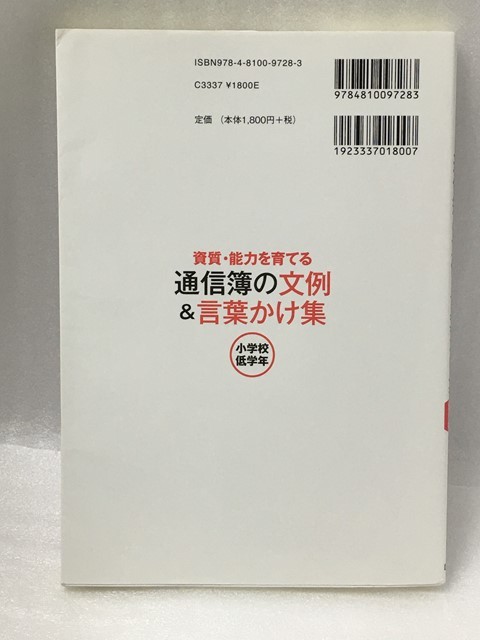 ISBN978-4-8100-9728-3
C3337 ¥1800E
定価 （本体1,800円＋税）
9784810097283
1923337018007
資質・能力を育てる
通信簿の文例
&言葉かけ集
小学校
低学年